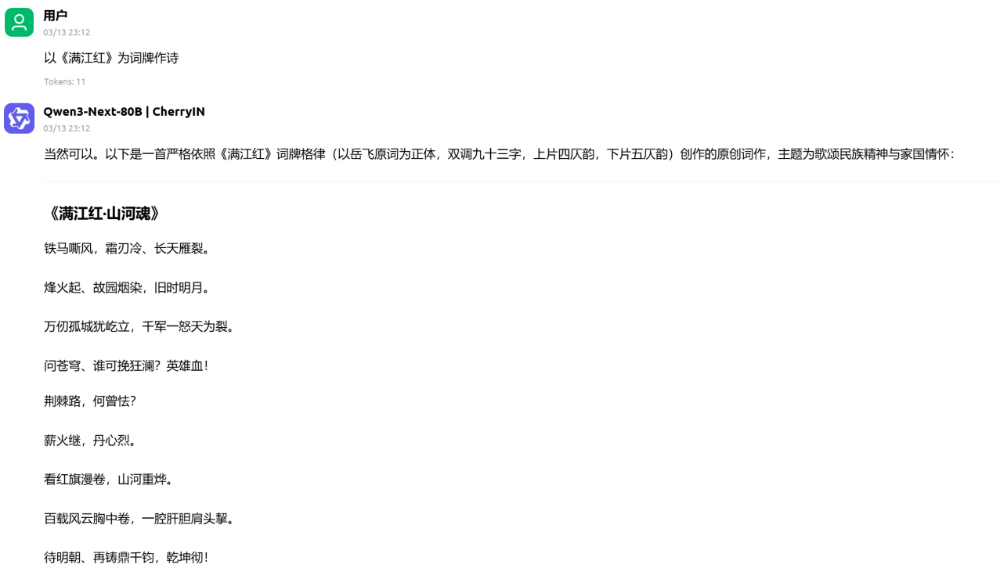 用户
03/13 23:12
以《满江红》为词牌作诗
Tokens: 11
Qwen3-Next-80B | CherryIN
03/13 23:12
当然可以。以下是一首严格依照《满江红》词牌格律（以岳飞原词为正体，双调九十三字，上片四仄韵，下片五仄韵）创作的原创词作，主题为歌颂民族精神与家国情怀：
《满江红·山河魂》
铁马嘶风，霜刃冷、长天雁裂。
烽火起、故园烟染，旧时明月。
万仞孤城犹屹立，千军一怒天为裂。
问苍穹、谁可挽狂澜？英雄血！
荆棘路，何曾怯？
薪火继，丹心烈。
看红旗漫卷，山河重烨。
百载风云胸中卷，一腔肝胆肩头挈。
待明朝、再铸鼎千钧，乾坤彻！